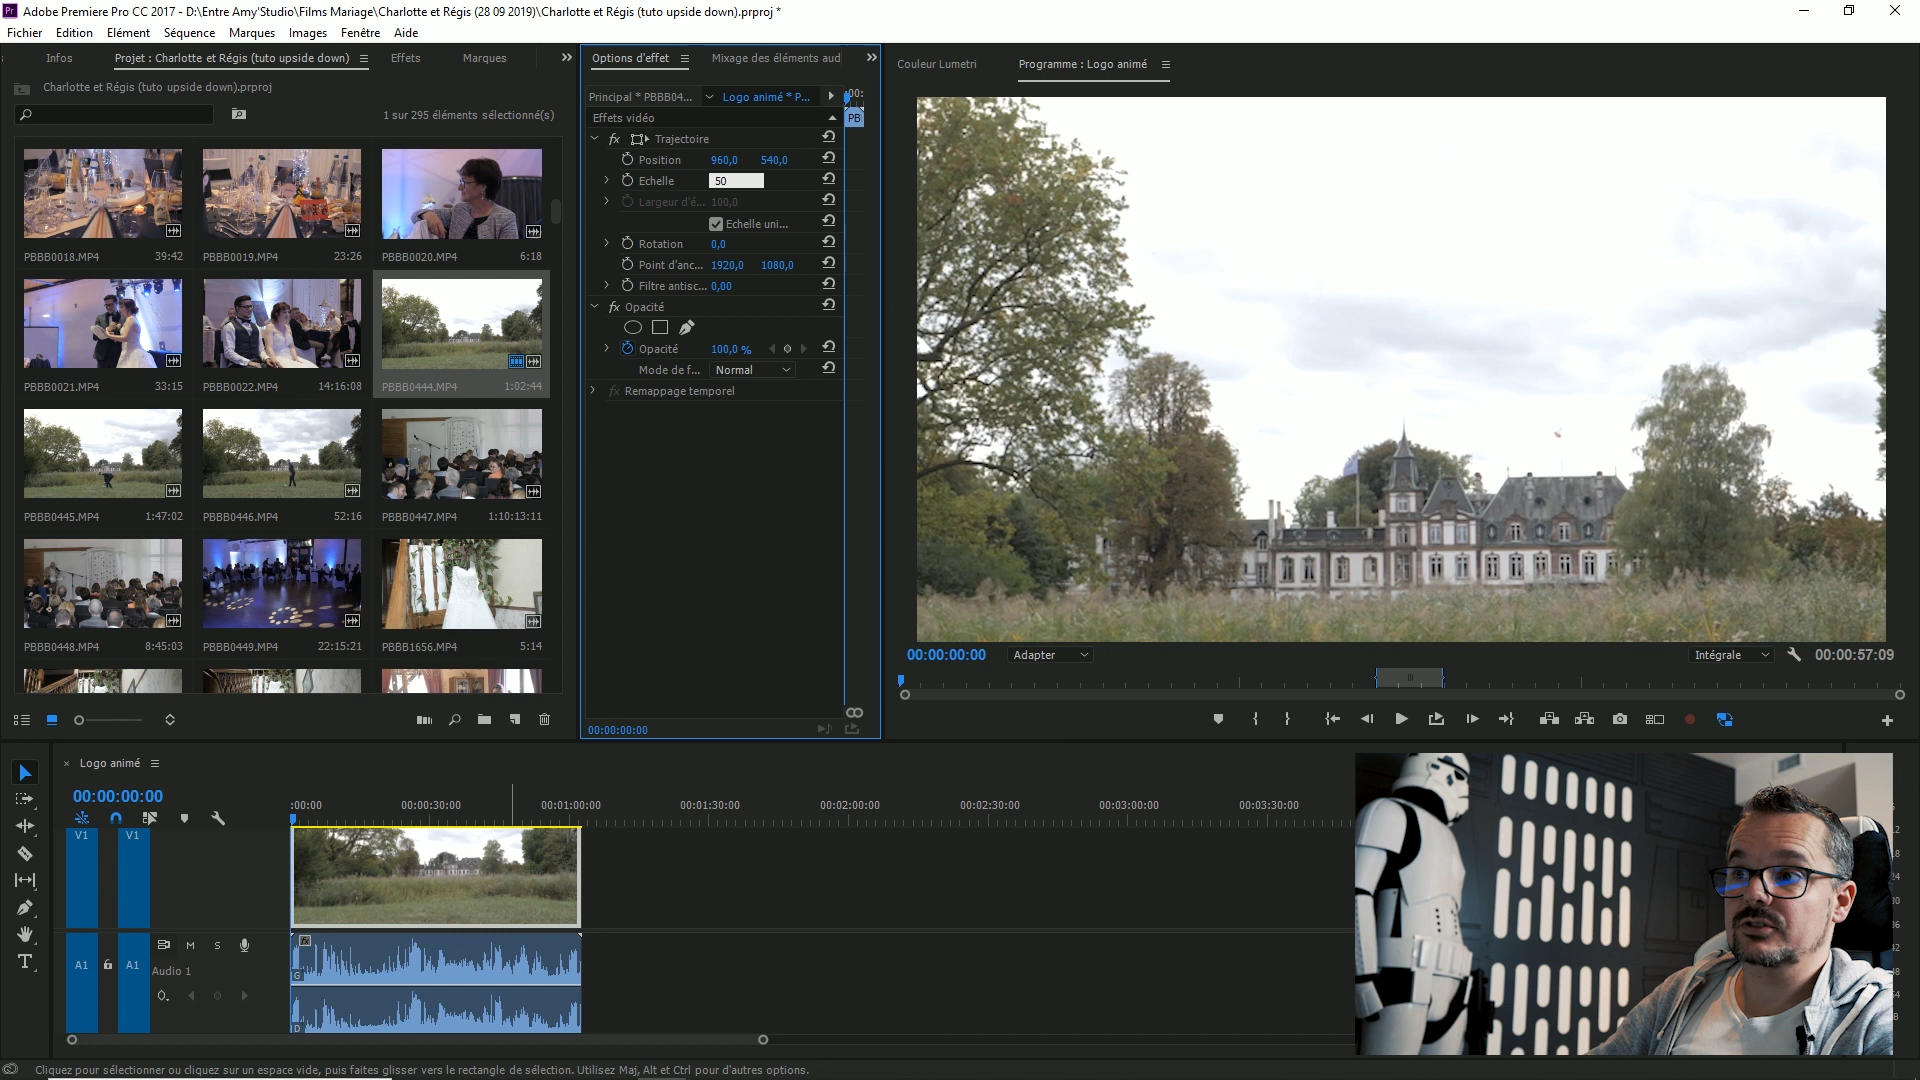 Adobe Premiere Pro CC 2017 - D:\Entre Amy'Studio\Films Mariage\Charlotte et Régis (28 09 2019)\Charlotte et Régis (tuto upside down).prproj *
Fichier Edition Elément Séquence Marques Images Fenêtre Aide
Infos Projet : Charlotte et Régis (tuto upside down) Effets Marques
Charlotte et Régis (tuto upside down).prproj
1 sur 295 éléments sélectionné(s)
PBBB0018.MP4 39:42 PBBB0019.MP4 23:26 PBBB0020.MP4 6:18
PBBB0021.MP4 33:15 PBBB0022.MP4 14:16:08 PBBB0444.MP4 1:02:44
PBBB0445.MP4 1:47:02 PBBB0446.MP4 52:16 PBBB0447.MP4 1:10:13:11
PBBB0448.MP4 8:45:03 PBBB0449.MP4 22:15:21 PBBB1656.MP4 5:14
Options d'effet Mixage des éléments aud
Principal * PBBB04... Logo animé * P... :00:
Effets vidéo PB
fx Trajectoire
Position 960,0 540,0
Echelle 50
Largeur d'é... 100,0
Echelle uni...
Rotation 0,0
Point d'anc... 1920,0 1080,0
Filtre antisc... 0,00
fx Opacité
Opacité 100,0 %
Mode de f... Normal
fx Remappage temporel
00:00:00:00
Couleur Lumetri Programme : Logo animé
00:00:00:00 Adapter Intégrale 00:00:57:09
× Logo animé
00:00:00:00
:00:00 00:00:30:00 00:01:00:00 00:01:30:00 00:02:00:00 00:02:30:00 00:03:00:00 00:03:30:00
V1 V1
fx
M S
A1 A1
Audio 1
G
D
Cliquez pour sélectionner ou cliquez sur un espace vide, puis faites glisser vers le rectangle de sélection. Utilisez Maj, Alt et Ctrl pour d'autres options.